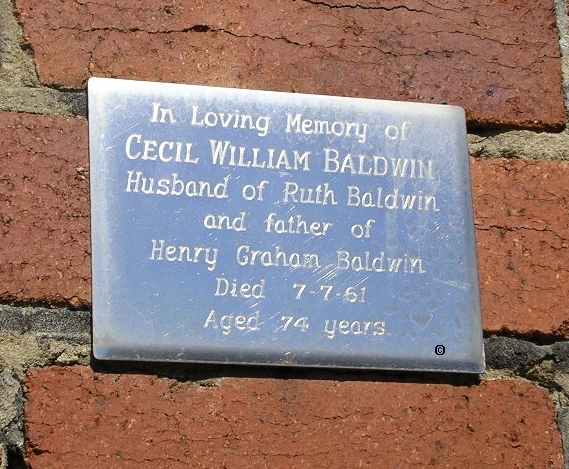 In Loving Memory of
CECIL WILLIAM BALDWIN
Husband of Ruth Baldwin
and father of
Henry Graham Baldwin
Died 7-7-61
Aged 74 years.
©